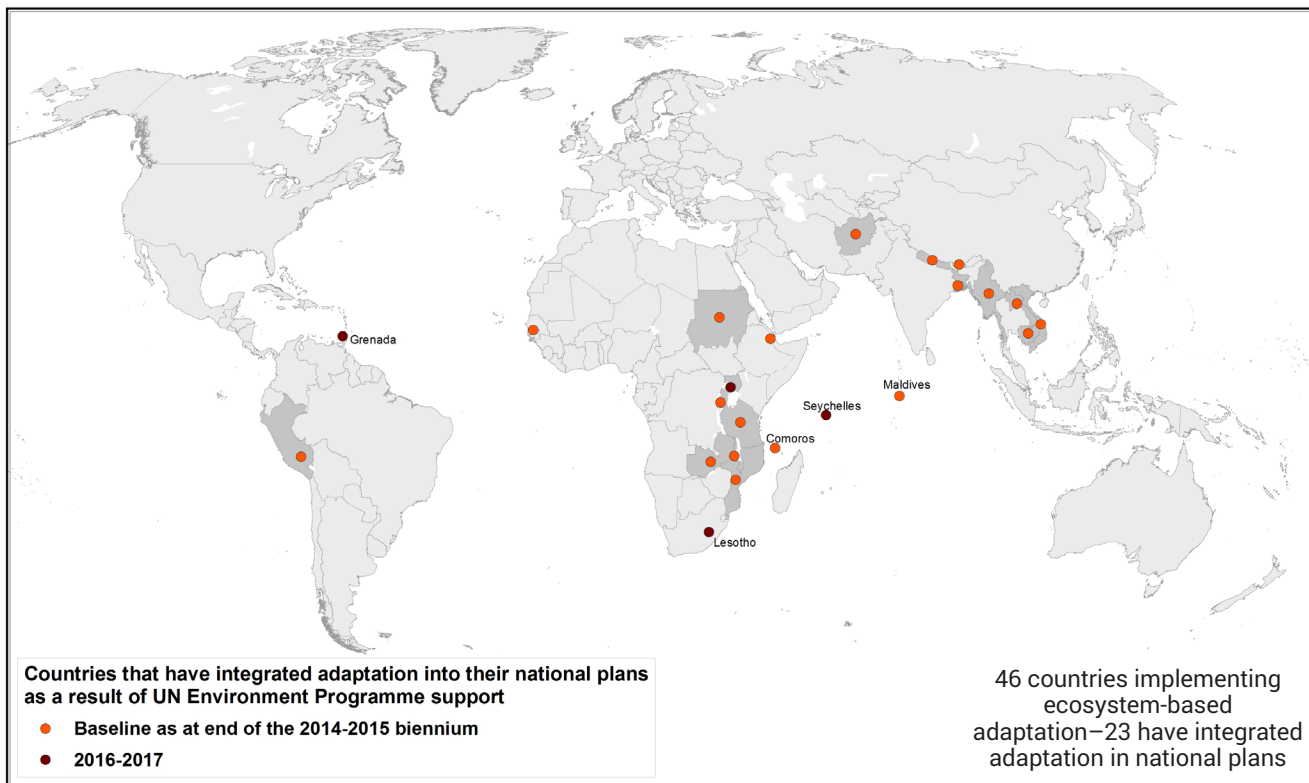 Grenada
Maldives
Seychelles
Comoros
Lesotho
Countries that have integrated adaptation into their national plans
as a result of UN Environment Programme support
Baseline as at end of the 2014-2015 biennium
2016-2017
46 countries implementing
ecosystem-based
adaptation–23 have integrated
adaptation in national plans